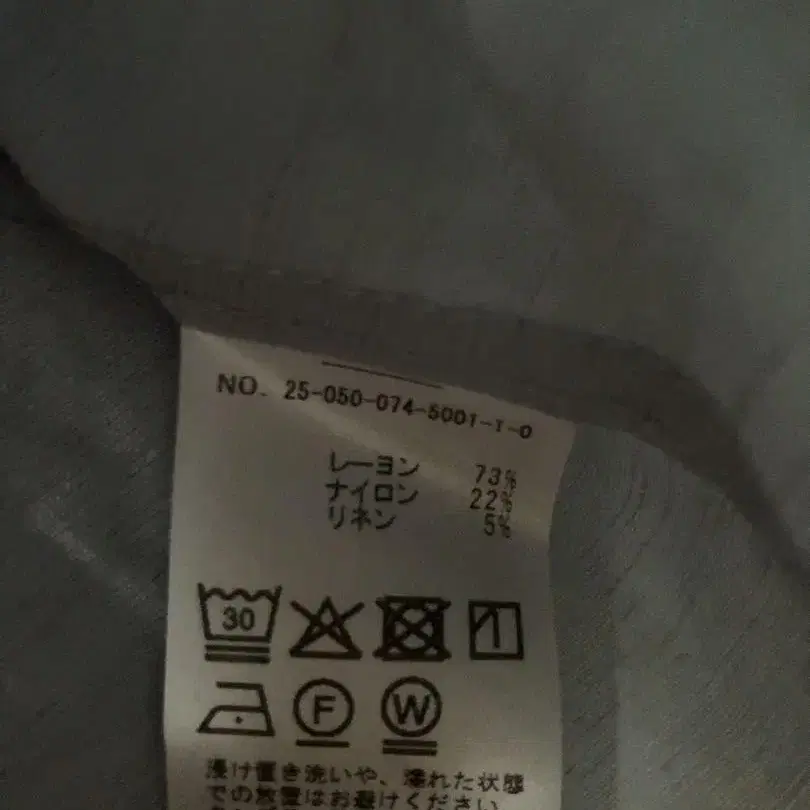 NO. 25-050-074-5001-1-0
レーヨン 73%
ナイロン 22%
リネン 5%
30
F W
浸け置き洗いや、濡れた状態
での放置はお避けください